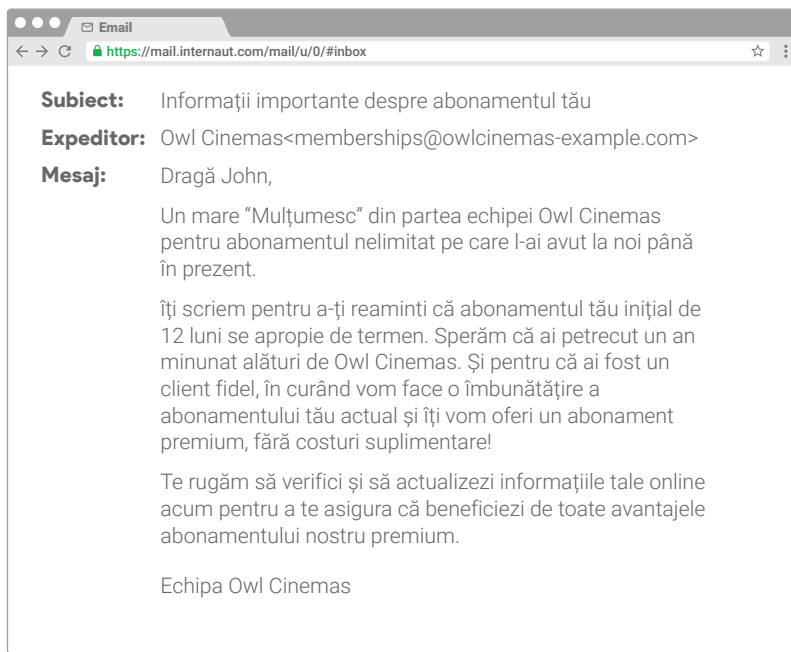 Email
https://mail.internaut.com/mail/u/0/#inbox
Subiect: Informații importante despre abonamentul tău
Expeditor: Owl Cinemas<memberships@owlcinemas-example.com>
Mesaj: Dragă John,
Un mare “Mulțumesc” din partea echipei Owl Cinemas
pentru abonamentul nelimitat pe care l-ai avut la noi până
în prezent.
îți scriem pentru a-ți reaminti că abonamentul tău inițial de
12 luni se apropie de termen. Sperăm că ai petrecut un an
minunat alături de Owl Cinemas. Și pentru că ai fost un
client fidel, în curând vom face o îmbunătățire a
abonamentului tău actual și îți vom oferi un abonament
premium, fără costuri suplimentare!
Te rugăm să verifici și să actualizezi informațiile tale online
acum pentru a te asigura că beneficiezi de toate avantajele
abonamentului nostru premium.
Echipa Owl Cinemas